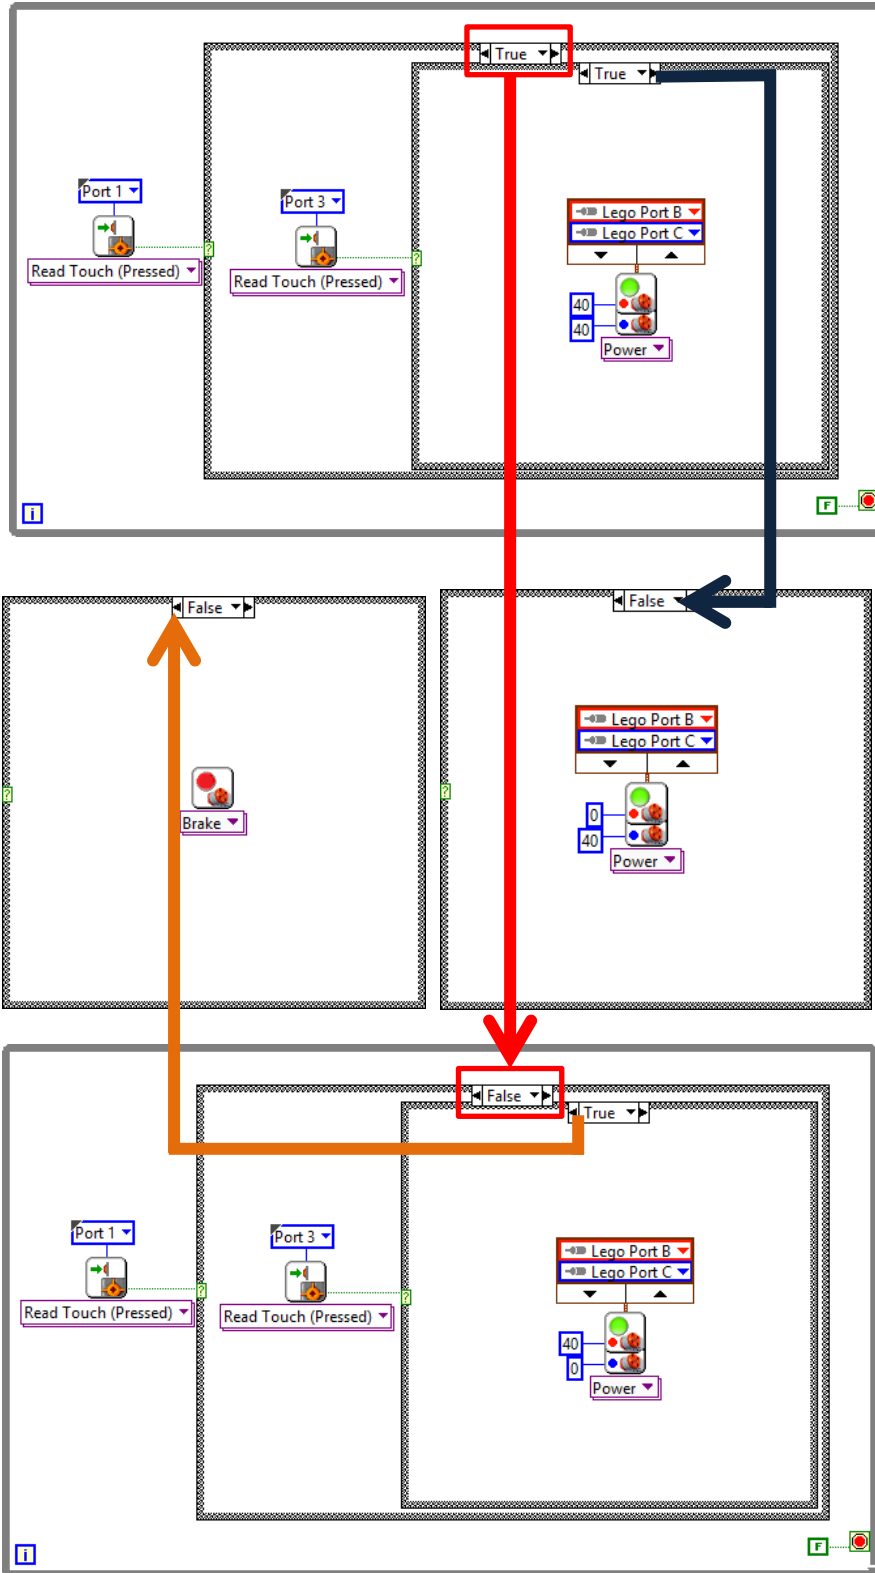 True
True
Port 1
Port 3
Lego Port B
Lego Port C
Read Touch (Pressed)
?
Read Touch (Pressed)
?
40
40
Power
i
F
False
False
Lego Port B
Lego Port C
?
?
Brake
0
40
Power
False
True
Port 1
Port 3
Lego Port B
Lego Port C
Read Touch (Pressed)
?
Read Touch (Pressed)
?
40
0
Power
i
F